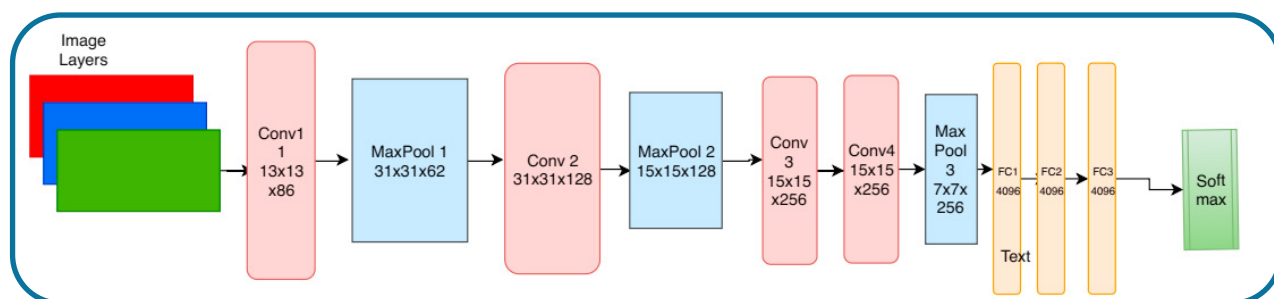 Image
Layers
Conv1
1
13x13
x86
MaxPool 1
31x31x62
Conv 2
31x31x128
MaxPool 2
15x15x128
Conv
3
15x15
x256
Conv4
15x15
x256
Max
Pool
3
7x7x
256
FC1
4096
FC2
4096
FC3
4096
Text
Soft
max